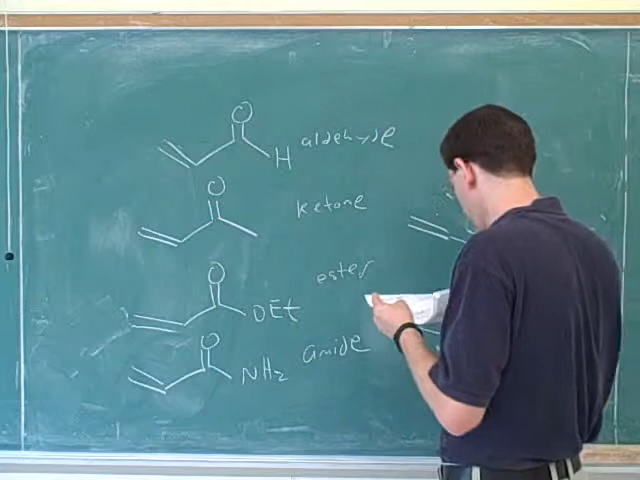 O
H aldehyde
O
ketone
O
ester
OEt
O
amide
NH2